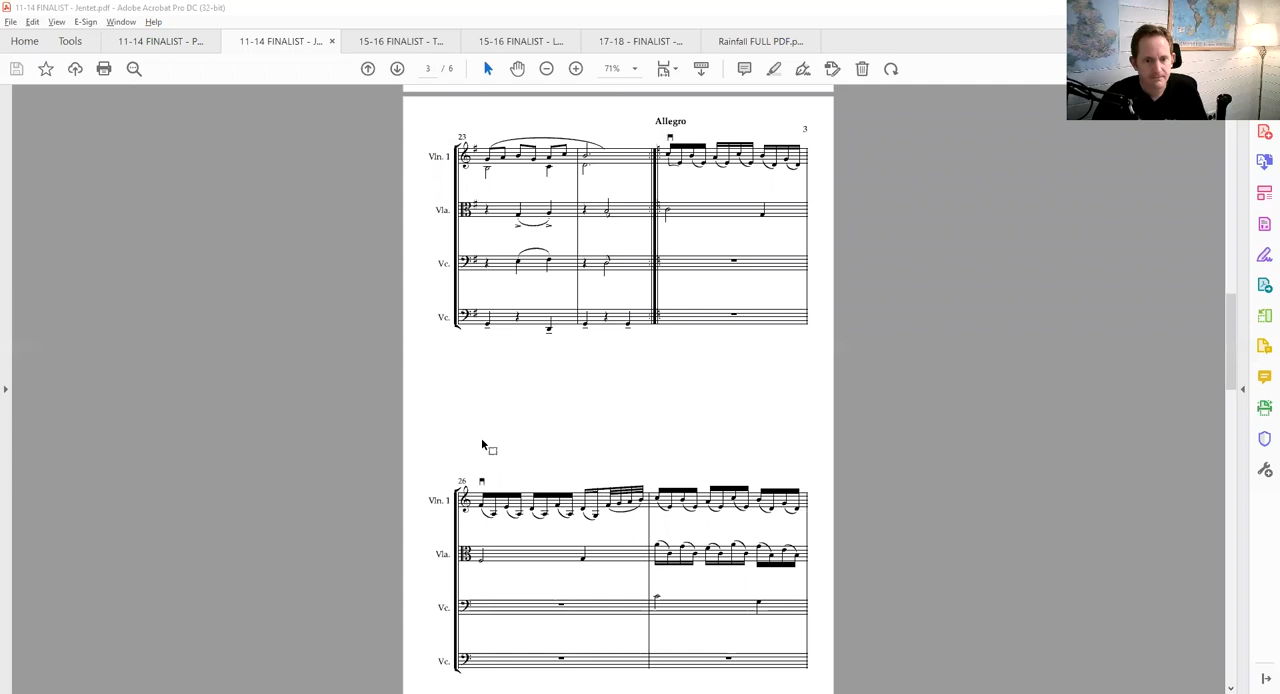 11-14 FINALIST - Jentet.pdf - Adobe Acrobat Pro DC (32-bit)
File Edit View E-Sign Window Help
Home Tools 11-14 FINALIST - P... 11-14 FINALIST - J... × 15-16 FINALIST - T... 15-16 FINALIST - L... 17-18 - FINALIST -... Rainfall FULL PDF.p...
3 / 6 71%
Allegro
3
23
Vln. 1
Vla.
Vc.
Vc.
26
Vln. 1
Vla.
Vc.
Vc.